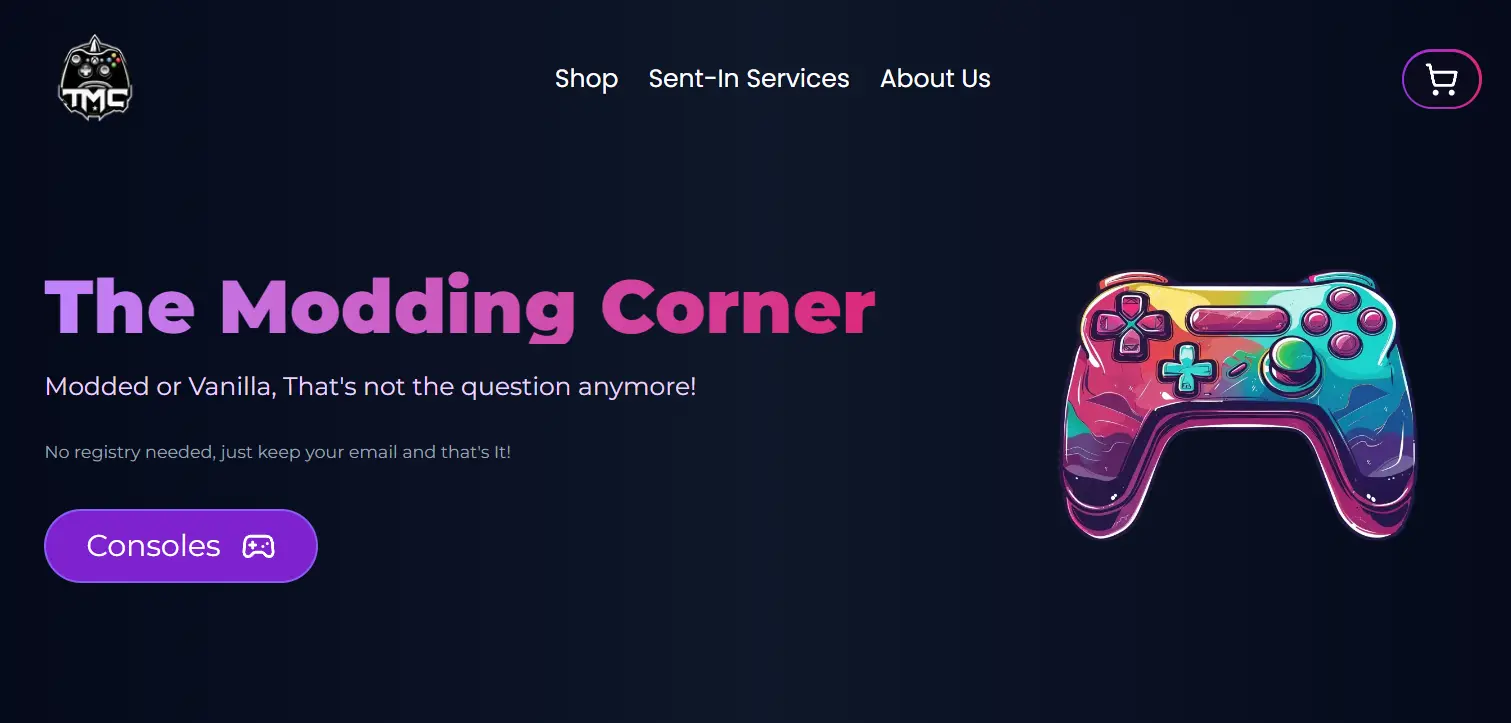 TMC
Shop Sent-In Services About Us
The Modding Corner
Modded or Vanilla, That's not the question anymore!
No registry needed, just keep your email and that's It!
Consoles